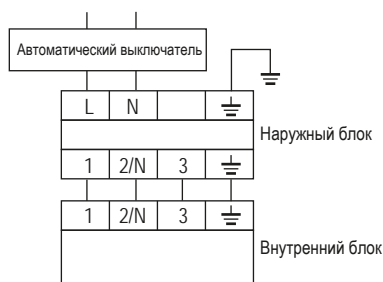 Автоматический выключатель
L N
Наружный блок
1 2/N 3
1 2/N 3
Внутренний блок